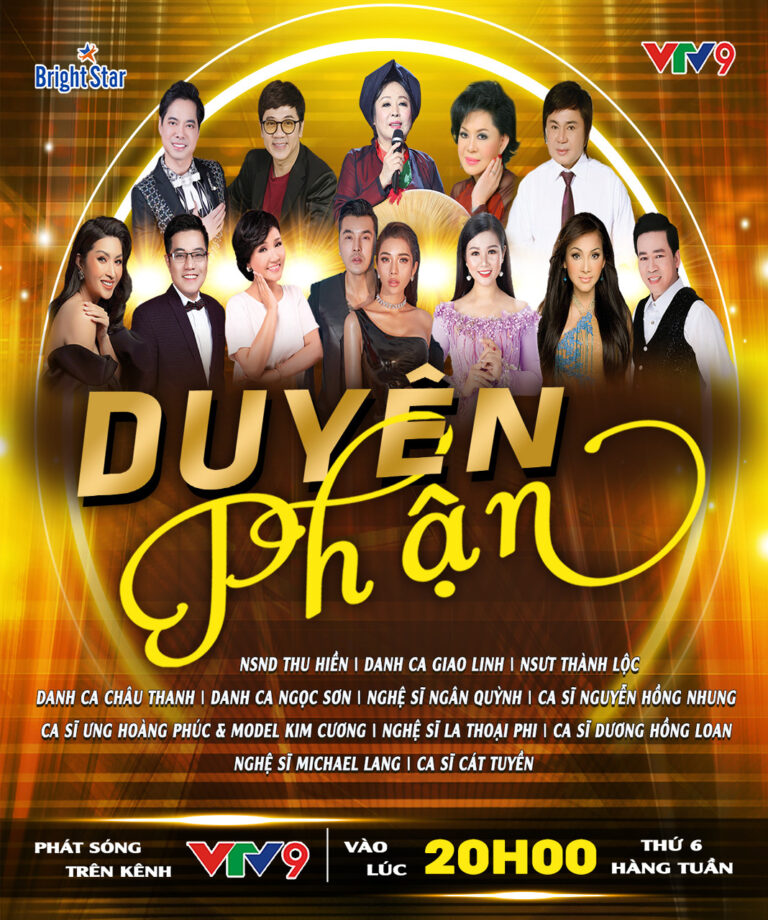 Bright Star
VTV9
DUYÊN
Phận
NSND THU HIỀN | DANH CA GIAO LINH | NSƯT THÀNH LỘC
DANH CA CHÂU THANH | DANH CA NGỌC SƠN | NGHỆ SĨ NGÂN QUỲNH | CA SĨ NGUYỄN HỒNG NHUNG
CA SĨ ƯNG HOÀNG PHÚC & MODEL KIM CƯƠNG | NGHỆ SĨ LA THOẠI PHI | CA SĨ DƯƠNG HỒNG LOAN
NGHỆ SĨ MICHAEL LANG | CA SĨ CÁT TUYỀN
PHÁT SÓNG
TRÊN KÊNH
VTV9
VÀO
LÚC
20H00
THỨ 6
HÀNG TUẦN